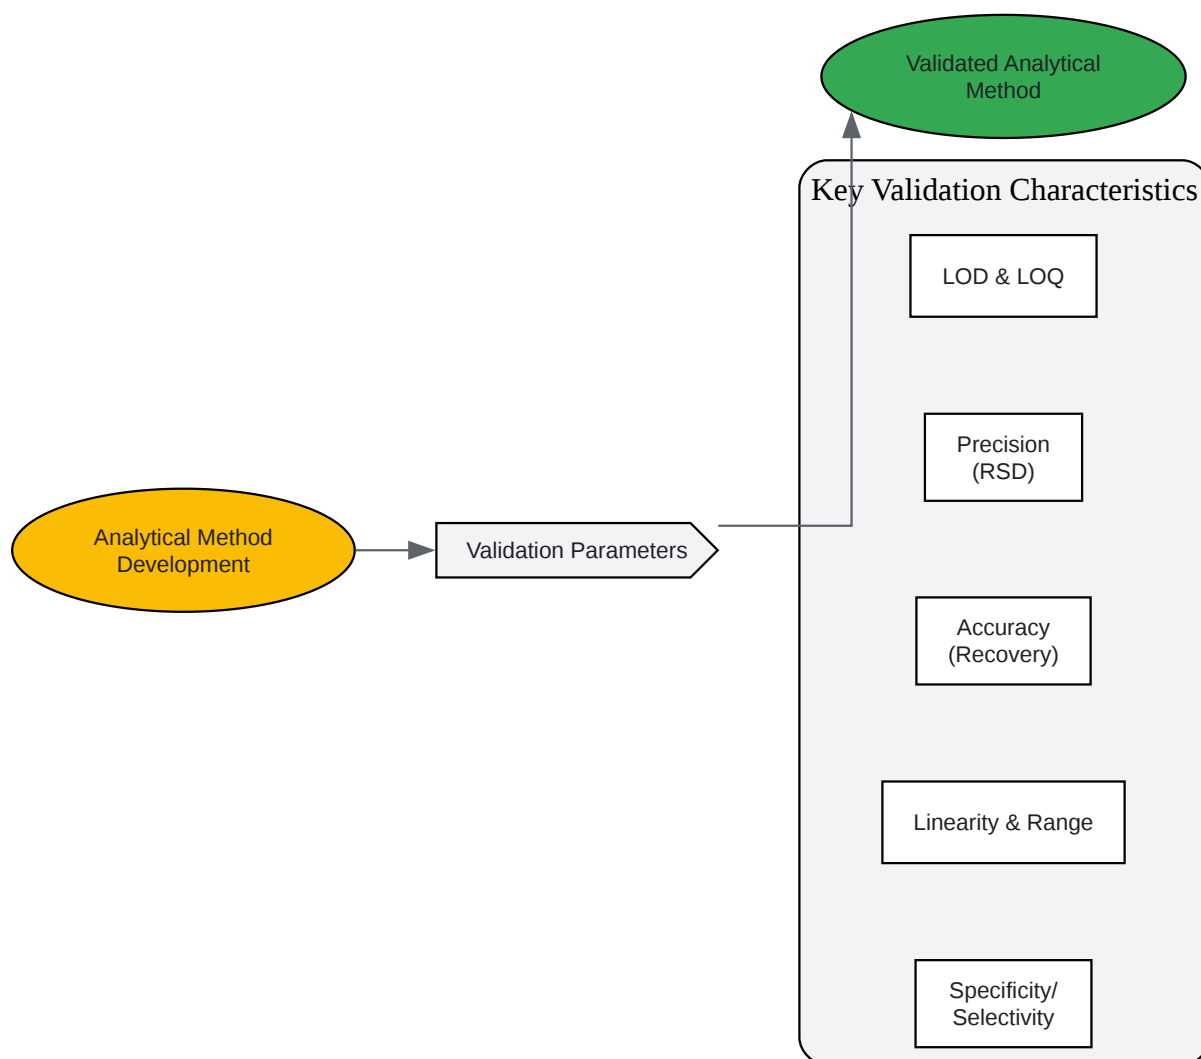 Validated Analytical
Method
Key Validation Characteristics
LOD & LOQ
Precision
(RSD)
Analytical Method
Development
Validation Parameters
Accuracy
(Recovery)
Linearity & Range
Specificity/
Selectivity